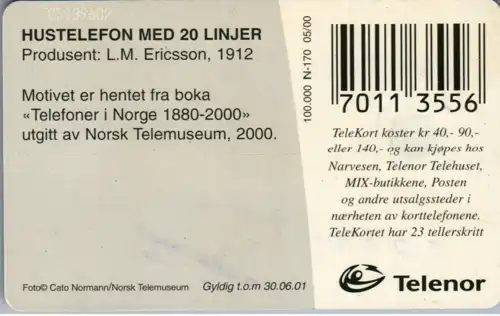 HUSTELEFON MED 20 LINJER
Produsent: L.M. Ericsson, 1912
Motivet er hentet fra boka
«Telefoner i Norge 1880-2000»
utgitt av Norsk Telemuseum, 2000.
Foto© Cato Normann/Norsk Telemuseum
Gyldig t.o.m 30.06.01
100.000 N-170 05/00
7011 3556
TeleKort koster kr 40,- 90,-
eller 140,- og kan kjøpes hos
Narvesen, Telenor Telehuset,
MIX-butikkene, Posten
og andre utsalgssteder i
nærheten av korttelefonene.
TeleKortet har 23 tellerskritt
Telenor